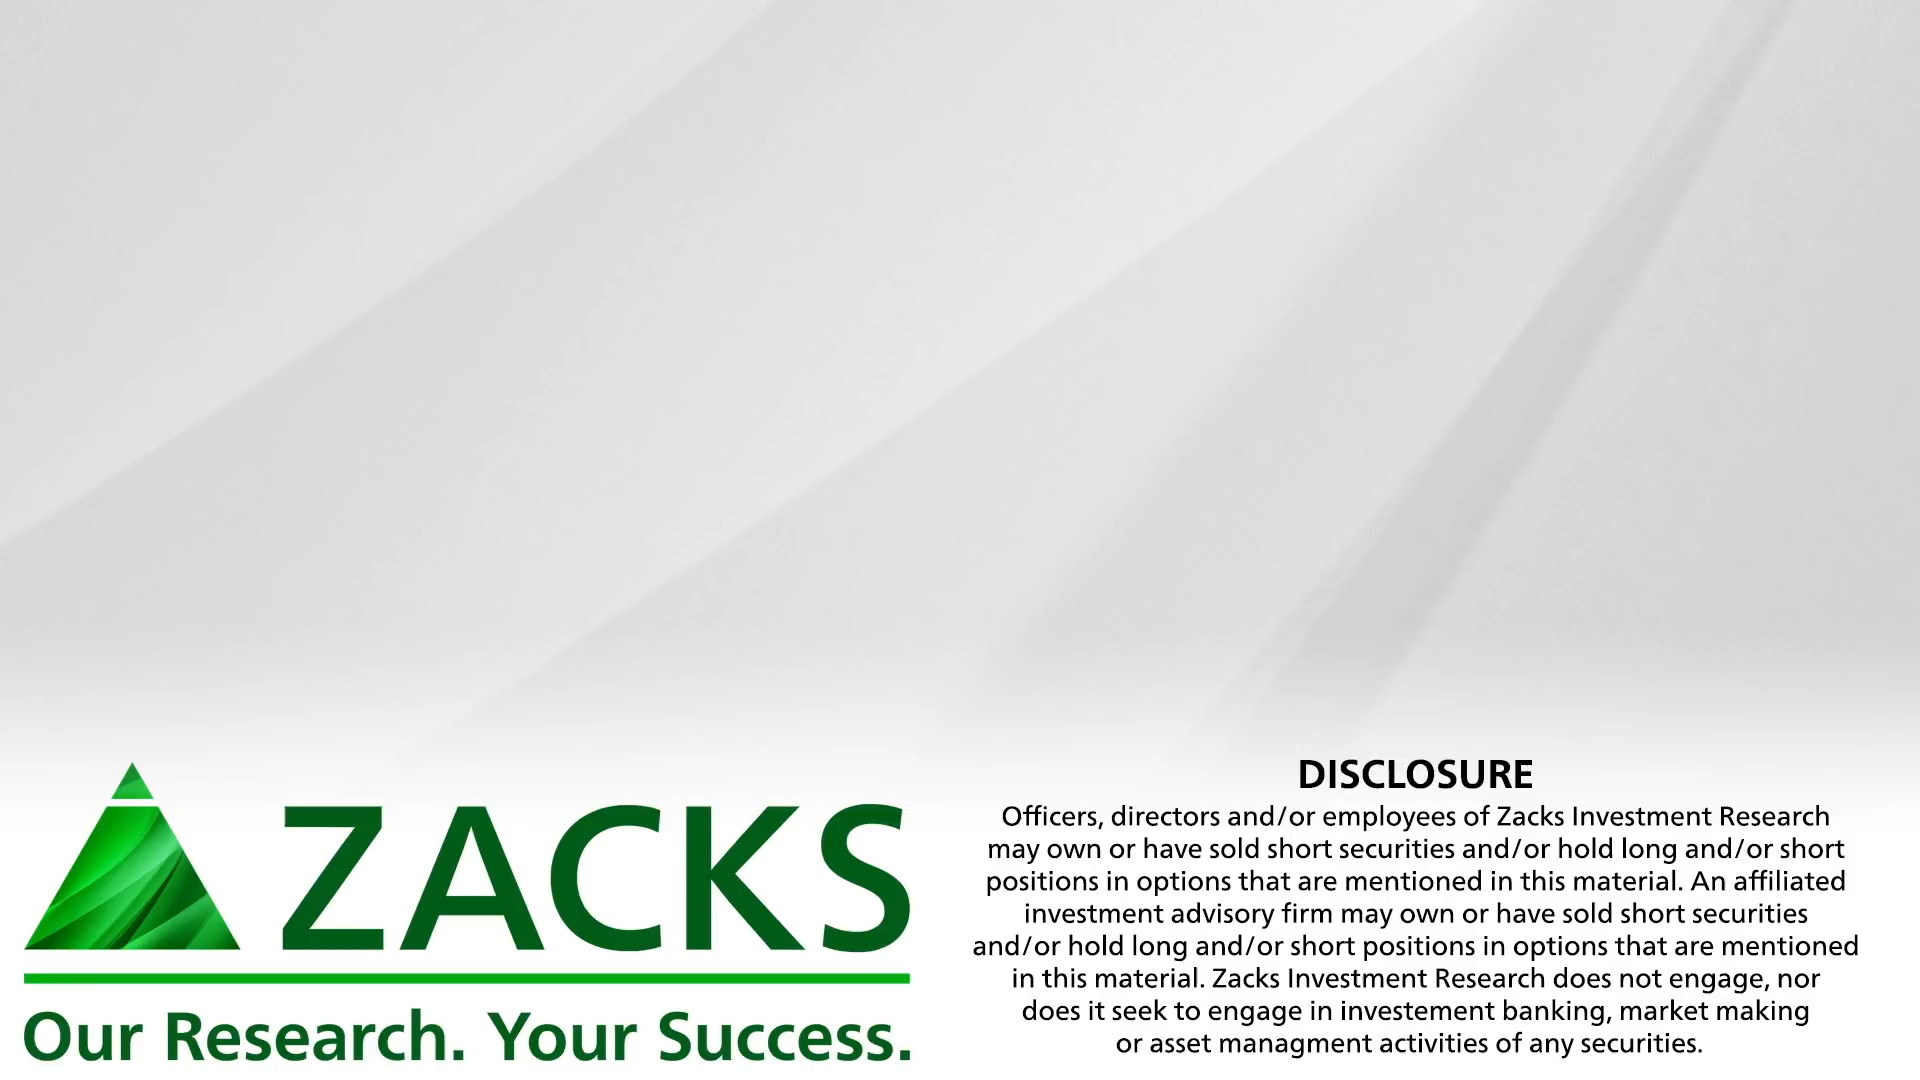 ZACKS
Our Research. Your Success.
DISCLOSURE
Officers, directors and/or employees of Zacks Investment Research
may own or have sold short securities and/or hold long and/or short
positions in options that are mentioned in this material. An affiliated
investment advisory firm may own or have sold short securities
and/or hold long and/or short positions in options that are mentioned
in this material. Zacks Investment Research does not engage, nor
does it seek to engage in investement banking, market making
or asset managment activities of any securities.